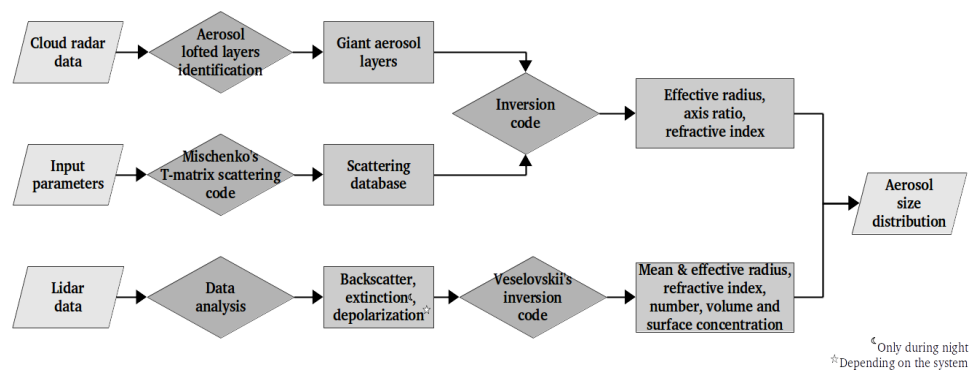 Cloud radar
data
Aerosol
lofted layers
identification
Giant aerosol
layers
Inversion
code
Effective radius,
axis ratio,
refractive index
Input
parameters
Mischenko's
T-matrix scattering
code
Scattering
database
Aerosol
size
distribution
Lidar
data
Data
analysis
Backscatter,
extinction☾,
depolarization☆
Veselovskii's
inversion
code
Mean & effective radius,
refractive index,
number, volume and
surface concentration
☾Only during night
☆Depending on the system